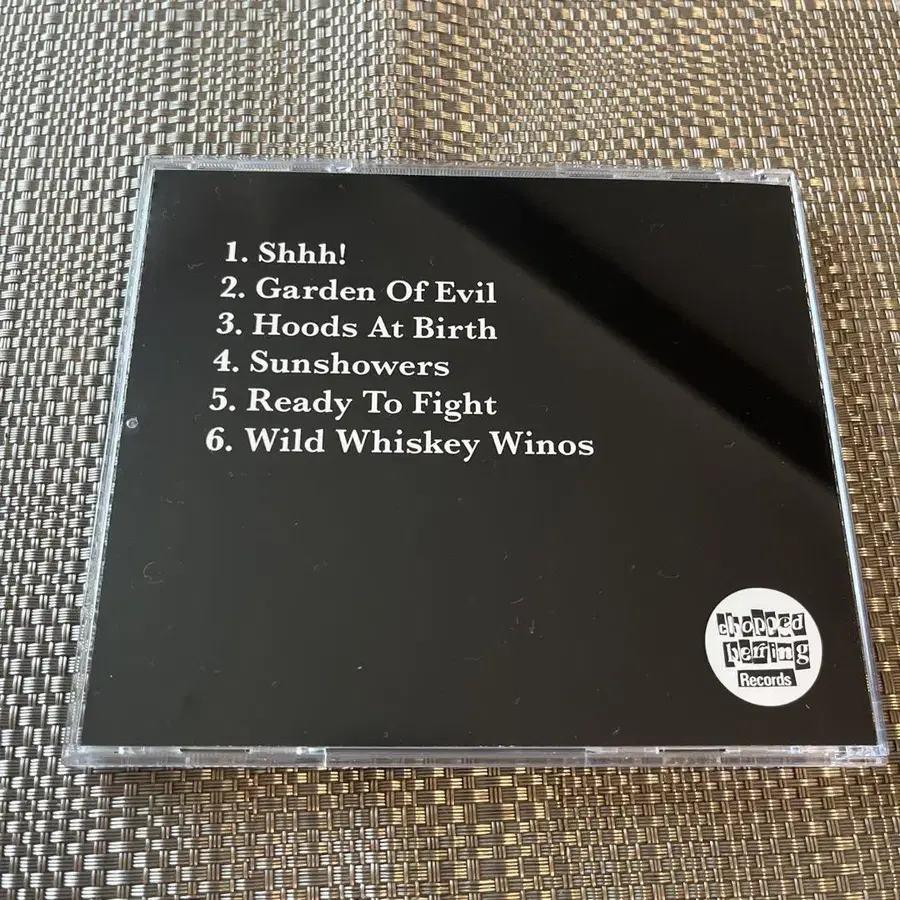 1. Shhh!
2. Garden Of Evil
3. Hoods At Birth
4. Sunshowers
5. Ready To Fight
6. Wild Whiskey Winos
chopped
herring
Records